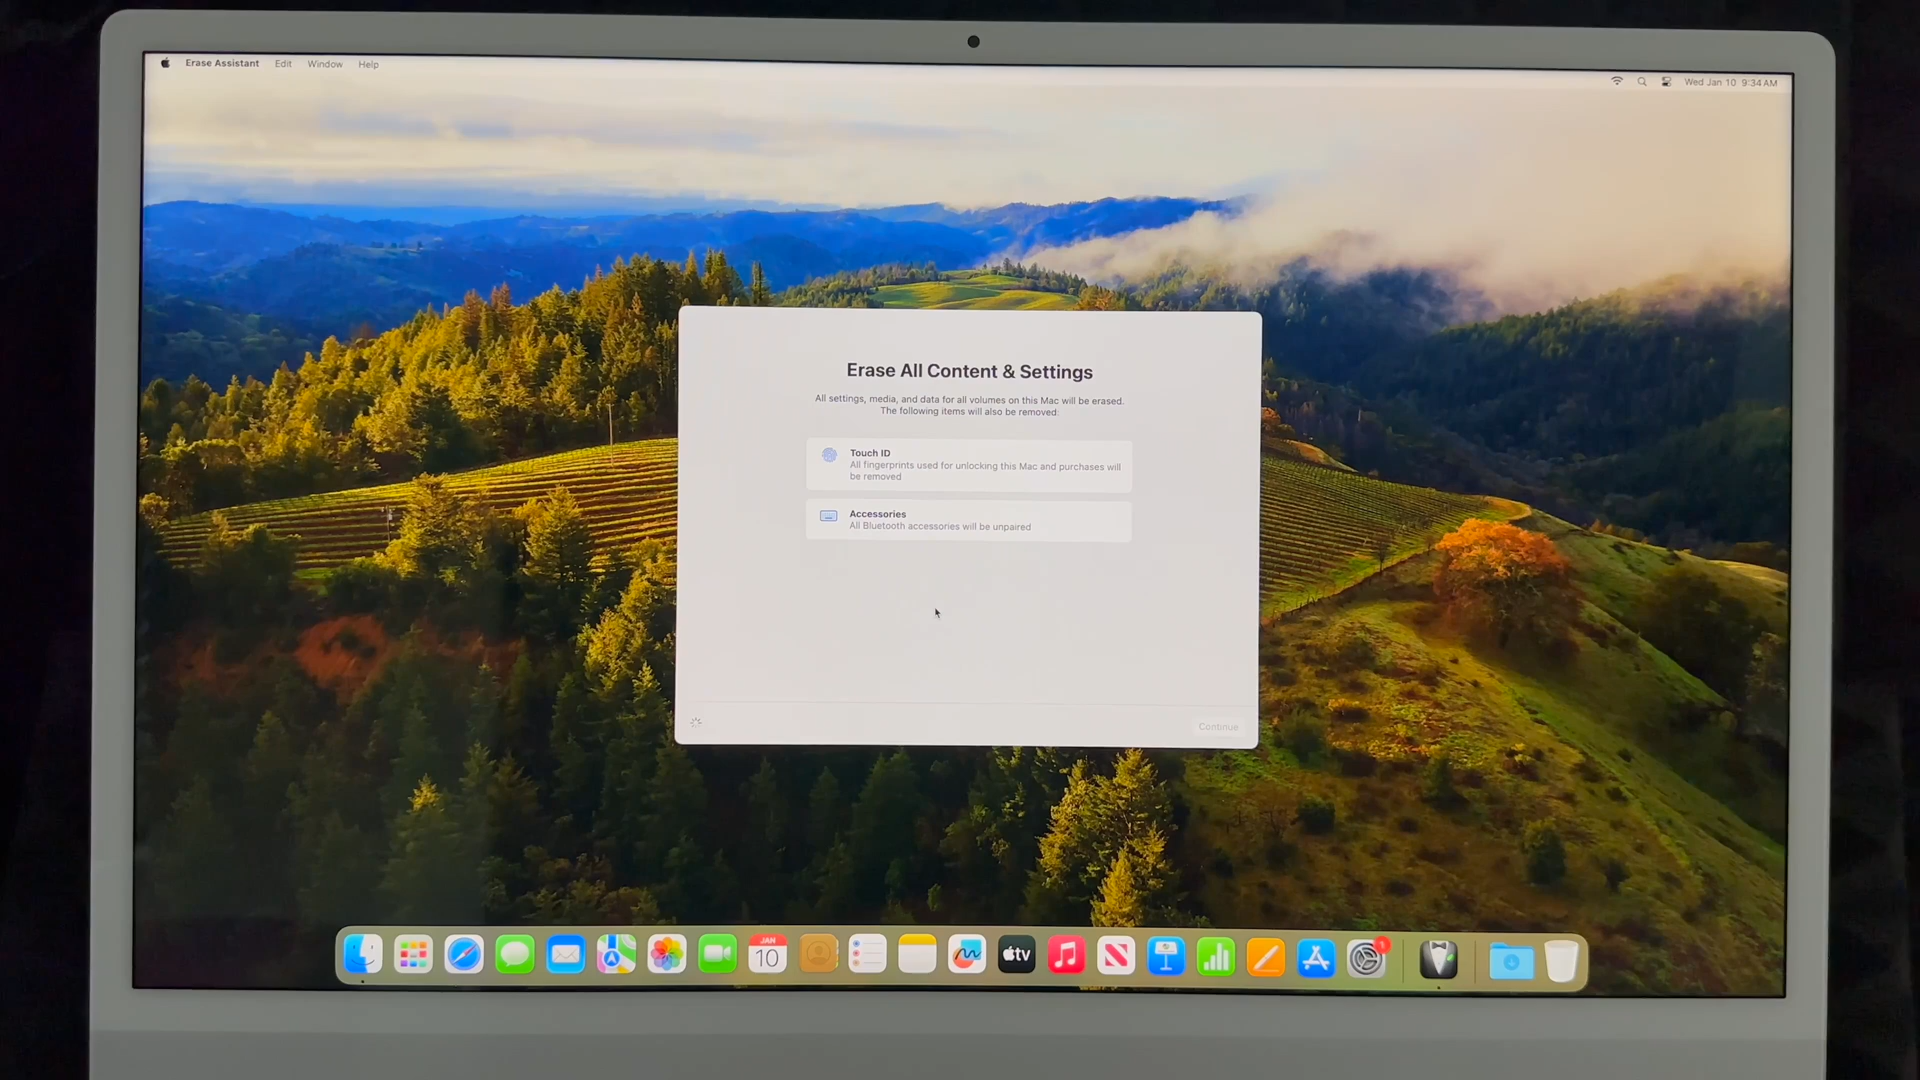 Erase Assistant Edit Window Help
Wed Jan 10 9:34 AM
Erase All Content & Settings
All settings, media, and data for all volumes on this Mac will be erased.
The following items will also be removed:
Touch ID
All fingerprints used for unlocking this Mac and purchases will
be removed
Accessories
All Bluetooth accessories will be unpaired
Continue
JAN
10
tv
1